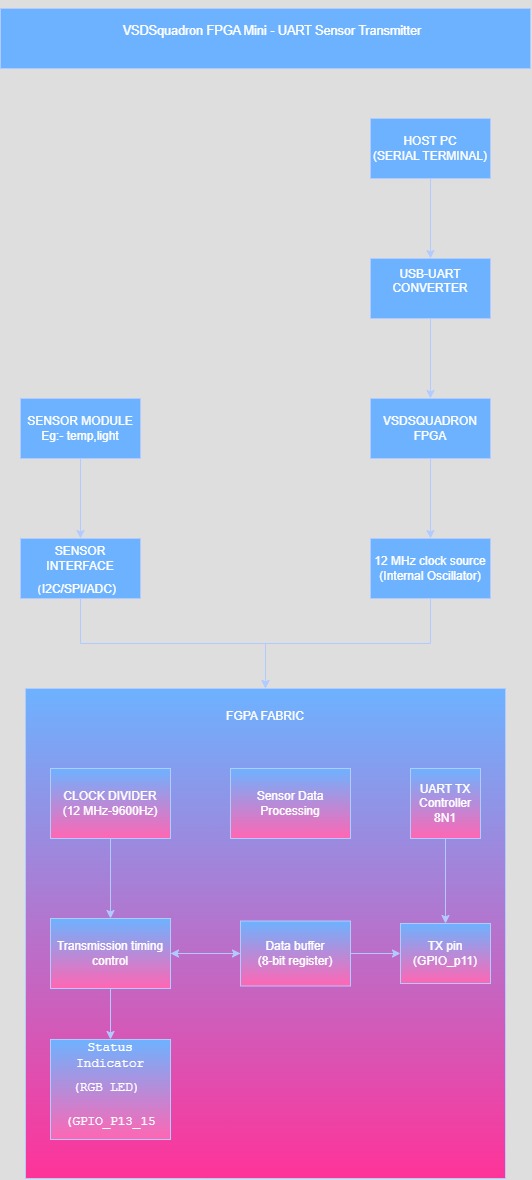 VSDSquadron FPGA Mini - UART Sensor Transmitter
HOST PC
(SERIAL TERMINAL)
USB-UART
CONVERTER
SENSOR MODULE
Eg:- temp,light
VSDSQUADRON
FPGA
SENSOR
INTERFACE
(I2C/SPI/ADC)
12 MHz clock source
(Internal Oscillator)
FGPA FABRIC
CLOCK DIVIDER
(12 MHz-9600Hz)
Sensor Data
Processing
UART TX
Controller
8N1
Transmission timing
control
Data buffer
(8-bit register)
TX pin
(GPIO_p11)
Status
Indicator
(RGB LED)
(GPIO_P13_15